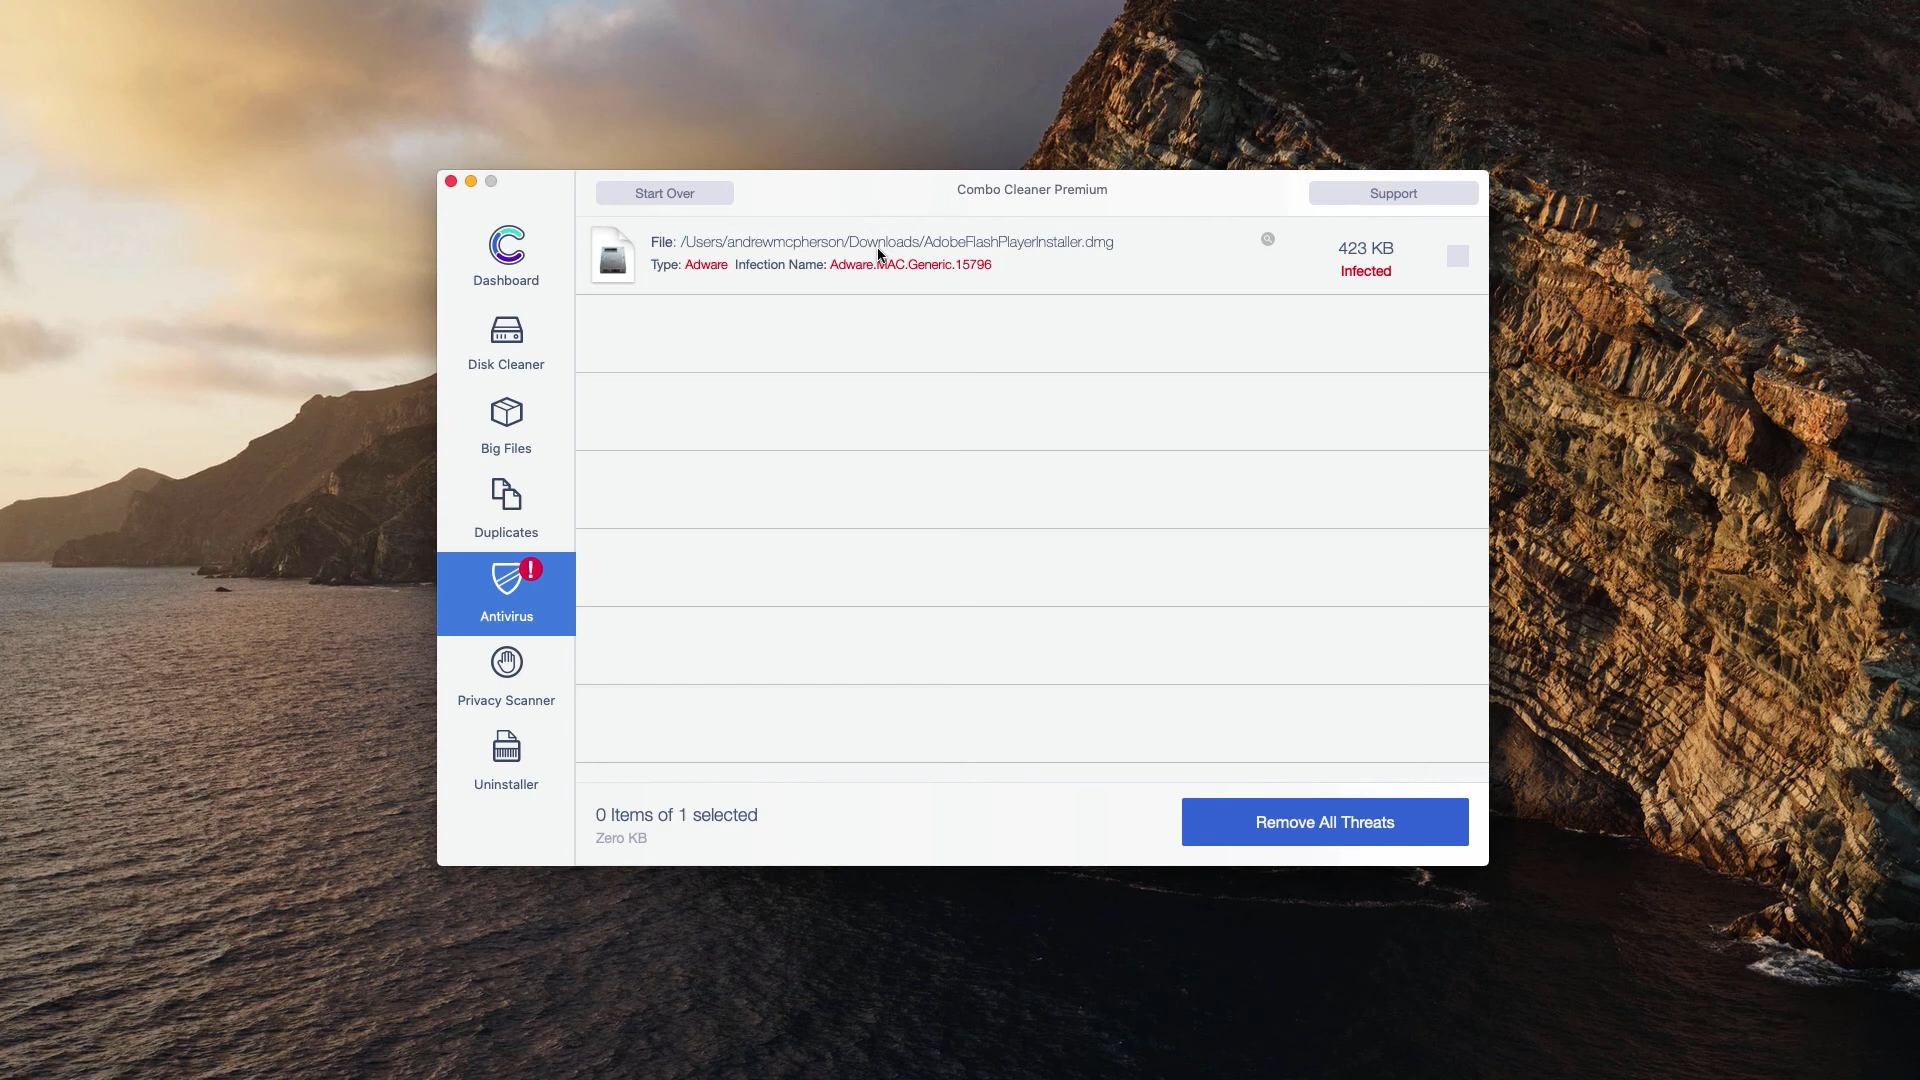 Start Over
Combo Cleaner Premium
Support
File: /Users/andrewmcpherson/Downloads/AdobeFlashPlayerInstaller.dmg
423 KB
Type: Adware Infection Name: Adware.MAC.Generic.15796
Infected
Dashboard
Disk Cleaner
Big Files
Duplicates
!
Antivirus
Privacy Scanner
Uninstaller
0 Items of 1 selected
Zero KB
Remove All Threats